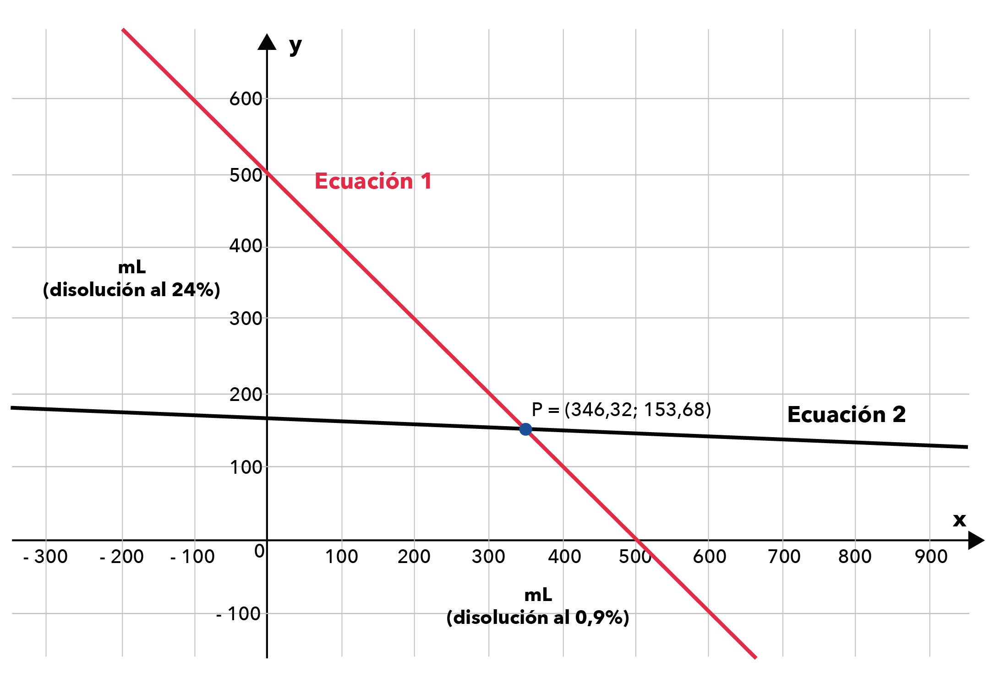 y
600
500
Ecuación 1
400
mL
(disolución al 24%)
300
200
P = (346,32; 153,68)
Ecuación 2
100
x
0
- 300 - 200 - 100 100 200 300 400 500 600 700 800 900
mL
(disolución al 0,9%)
- 100